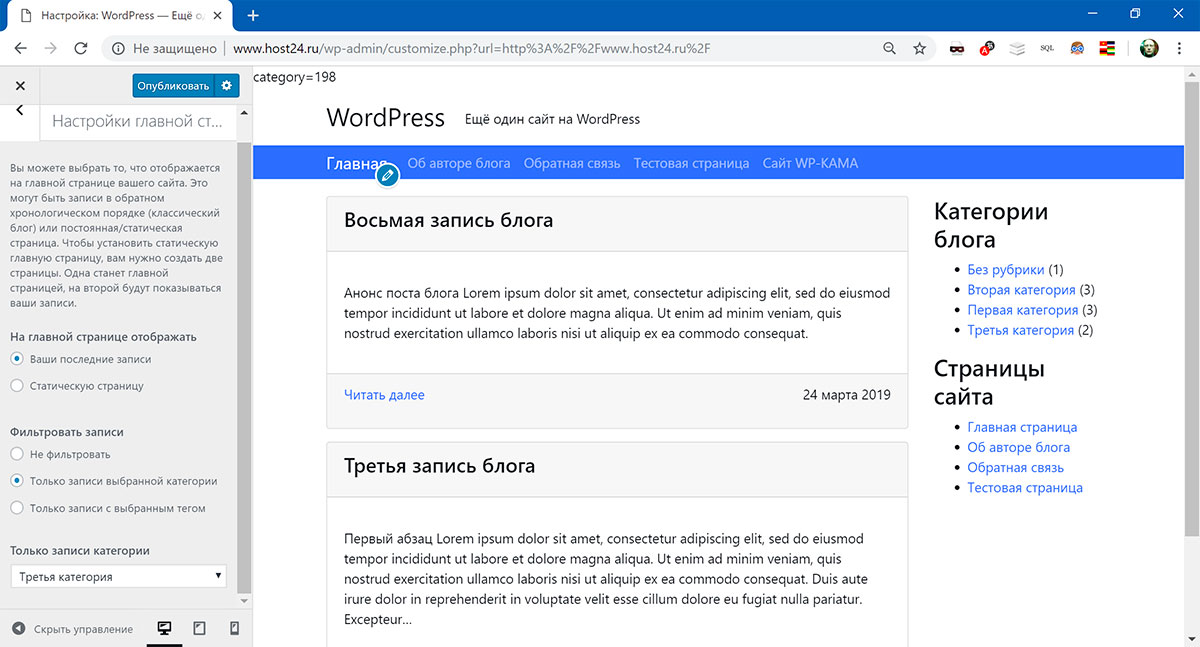 Настройка: WordPress — Ещё о
Не защищено
www.host24.ru/wp-admin/customize.php?url=http%3A%2F%2Fwww.host24.ru%2F
SQL
Опубликовать
Настройки главной ст...
Вы можете выбрать то, что отображается
на главной странице вашего сайта. Это
могут быть записи в обратном
хронологическом порядке (классический
блог) или постоянная/статическая
страница. Чтобы установить статическую
главную страницу, вам нужно создать две
страницы. Одна станет главной
страницей, на второй будут показываться
ваши записи.
На главной странице отображать
Ваши последние записи
Статическую страницу
Фильтровать записи
Не фильтровать
Только записи выбранной категории
Только записи с выбранным тегом
Только записи категории
Третья категория
Скрыть управление
category=198
WordPress Ещё один сайт на WordPress
Главная Об авторе блога Обратная связь Тестовая страница Сайт WP-KAMA
Восьмая запись блога
Анонс поста блога Lorem ipsum dolor sit amet, consectetur adipiscing elit, sed do eiusmod
tempor incididunt ut labore et dolore magna aliqua. Ut enim ad minim veniam, quis
nostrud exercitation ullamco laboris nisi ut aliquip ex ea commodo consequat.
Читать далее 24 марта 2019
Третья запись блога
Первый абзац Lorem ipsum dolor sit amet, consectetur adipiscing elit, sed do eiusmod
tempor incididunt ut labore et dolore magna aliqua. Ut enim ad minim veniam, quis
nostrud exercitation ullamco laboris nisi ut aliquip ex ea commodo consequat. Duis aute
irure dolor in reprehenderit in voluptate velit esse cillum dolore eu fugiat nulla pariatur.
Excepteur...
Категории
блога
Без рубрики (1)
Вторая категория (3)
Первая категория (3)
Третья категория (2)
Страницы
сайта
Главная страница
Об авторе блога
Обратная связь
Тестовая страница